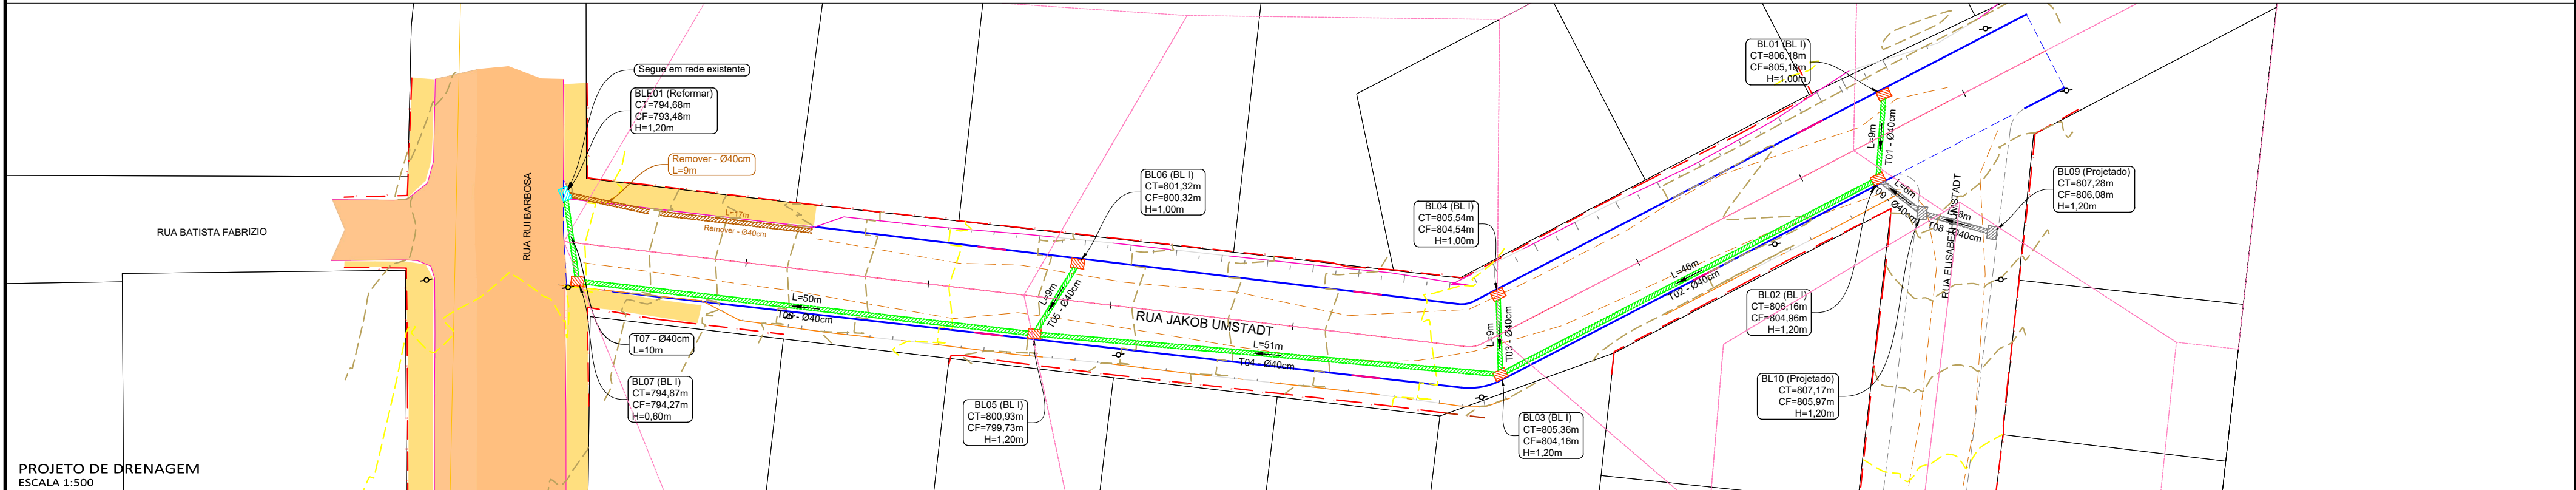 Segue em rede existente
BLE01 (Reformar)
CT=794,68m
CF=793,48m
H=1,20m
Remover - Ø40cm
L=9m
L=17m
Remover - Ø40cm
RUA BATISTA FABRIZIO
RUA RUI BARBOSA
BL06 (BL I)
CT=801,32m
CF=800,32m
H=1,00m
BL04 (BL I)
CT=805,54m
CF=804,54m
H=1,00m
BL01 (BL I)
CT=806,18m
CF=805,18m
H=1,00m
L=9m
T01 - Ø40cm
BL09 (Projetado)
CT=807,28m
CF=806,08m
H=1,20m
L=6m
T09 - Ø40cm
L=8m
T08 - Ø40cm
RUA ELISABETH UMSTADT
L=46m
T02 - Ø40cm
BL02 (BL I)
CT=806,16m
CF=804,96m
H=1,20m
L=9m
T03 - Ø40cm
L=9m
T05 - Ø40cm
RUA JAKOB UMSTADT
L=50m
Ø40cm
L=51m
T04 - Ø40cm
T07 - Ø40cm
L=10m
BL07 (BL I)
CT=794,87m
CF=794,27m
H=0,60m
BL05 (BL I)
CT=800,93m
CF=799,73m
H=1,20m
BL03 (BL I)
CT=805,36m
CF=804,16m
H=1,20m
BL10 (Projetado)
CT=807,17m
CF=805,97m
H=1,20m
PROJETO DE DRENAGEM
ESCALA 1:500